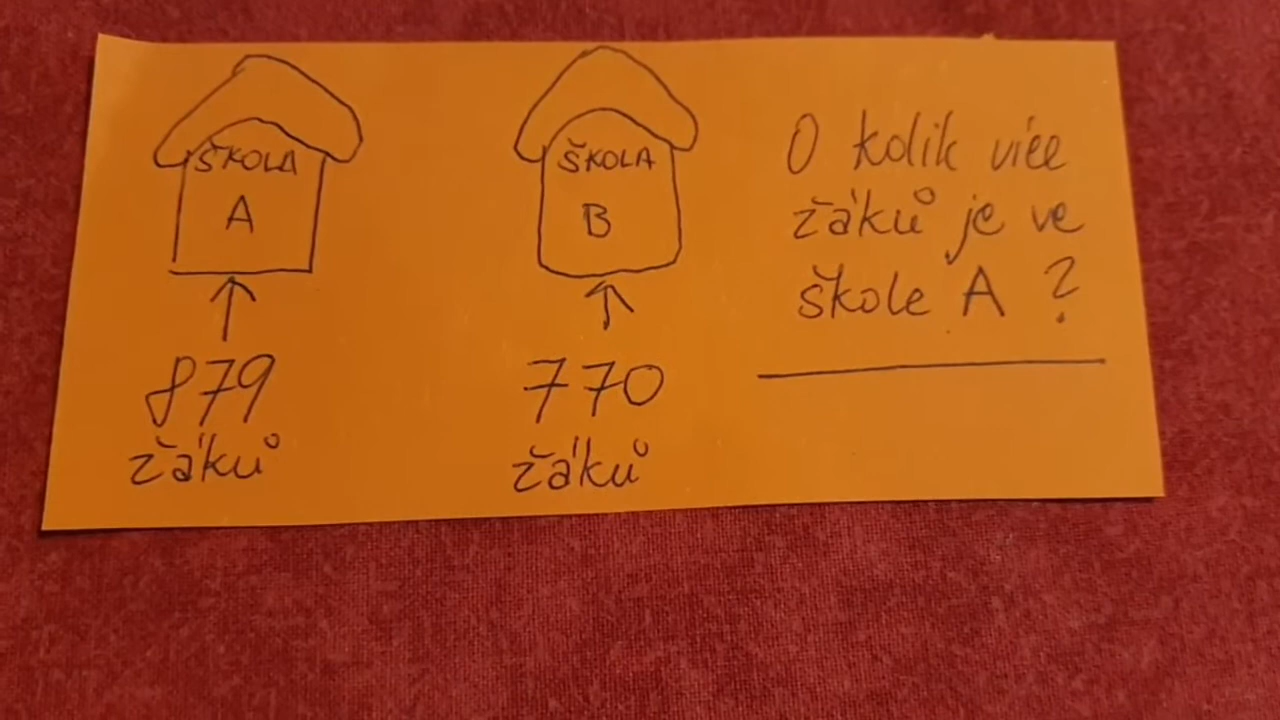 ŠKOLA
A
879
žáků
ŠKOLA
B
770
žáků
O kolik více
žáků je ve
škole A ?